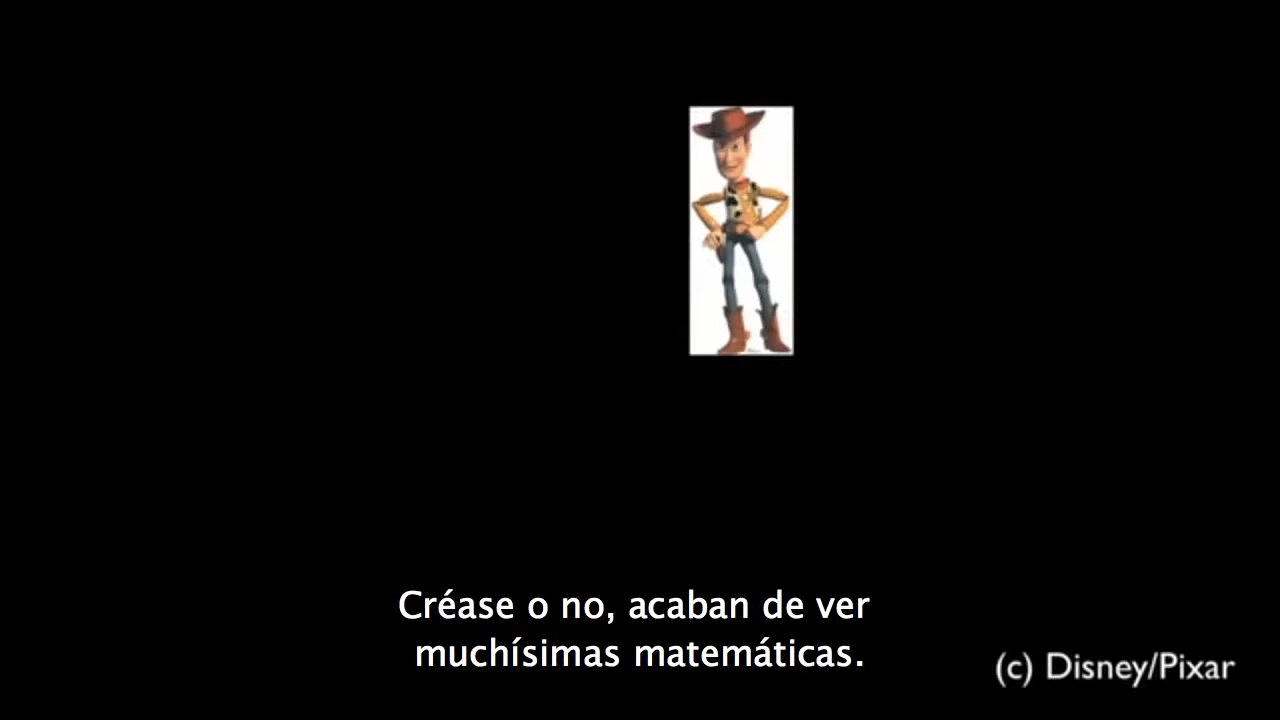 Créase o no, acaban de ver
muchísimas matemáticas.
(c) Disney/Pixar